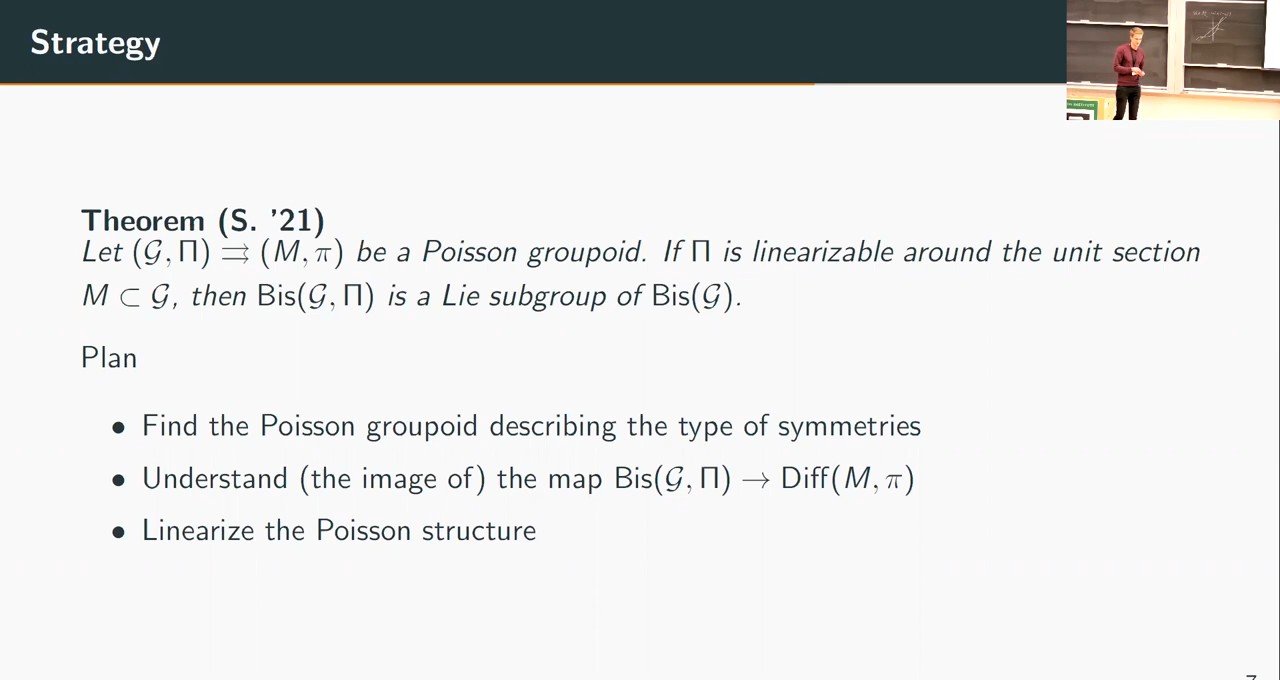 Strategy
Theorem (S. '21)
Let (𝒢, Π) ⇉ (M, π) be a Poisson groupoid. If Π is linearizable around the unit section
M ⊂ 𝒢, then Bis(𝒢, Π) is a Lie subgroup of Bis(𝒢).
Plan
• Find the Poisson groupoid describing the type of symmetries
• Understand (the image of) the map Bis(𝒢, Π) → Diff(M, π)
• Linearize the Poisson structure